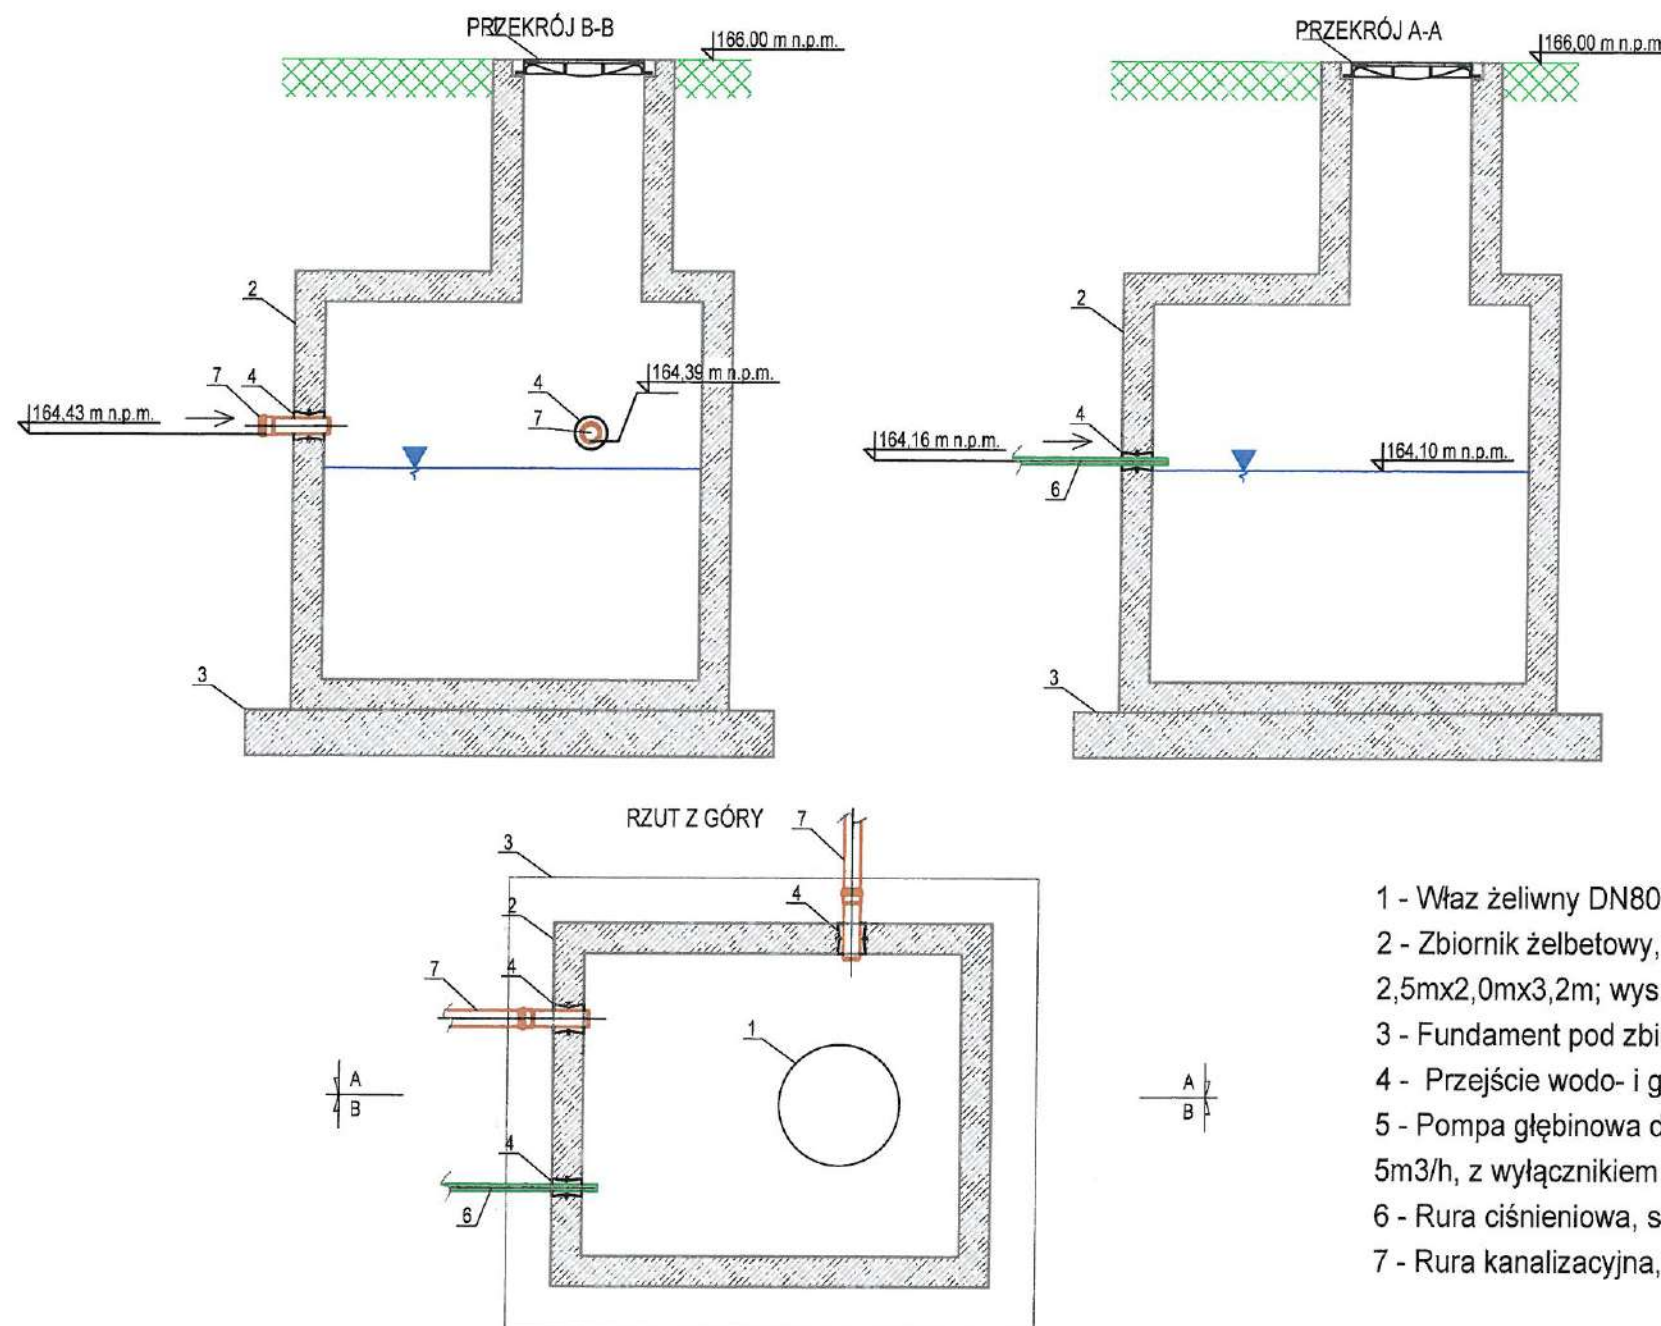 PRZEKRÓJ B-B
166.00 m n.p.m.
2
7 4
164,43 m n.p.m.
4
7
164,39 m n.p.m.
3
PRZEKRÓJ A-A
166,00 m n.p.m
2
4
164,16 m n.p.m.
6
164,10 m n.p.m.
3
RZUT Z GÓRY
7
3
4
2
7
4
1
A
B
A
B
4
6
1 - Właz żeliwny DN80
2 - Zbiornik żelbetowy,
2,5mx2,0mx3,2m; wys
3 - Fundament pod zbi
4 - Przejście wodo- i g
5 - Pompa głębinowa d
5m3/h, z wyłącznikiem
6 - Rura ciśnieniowa, s
7 - Rura kanalizacyjna,